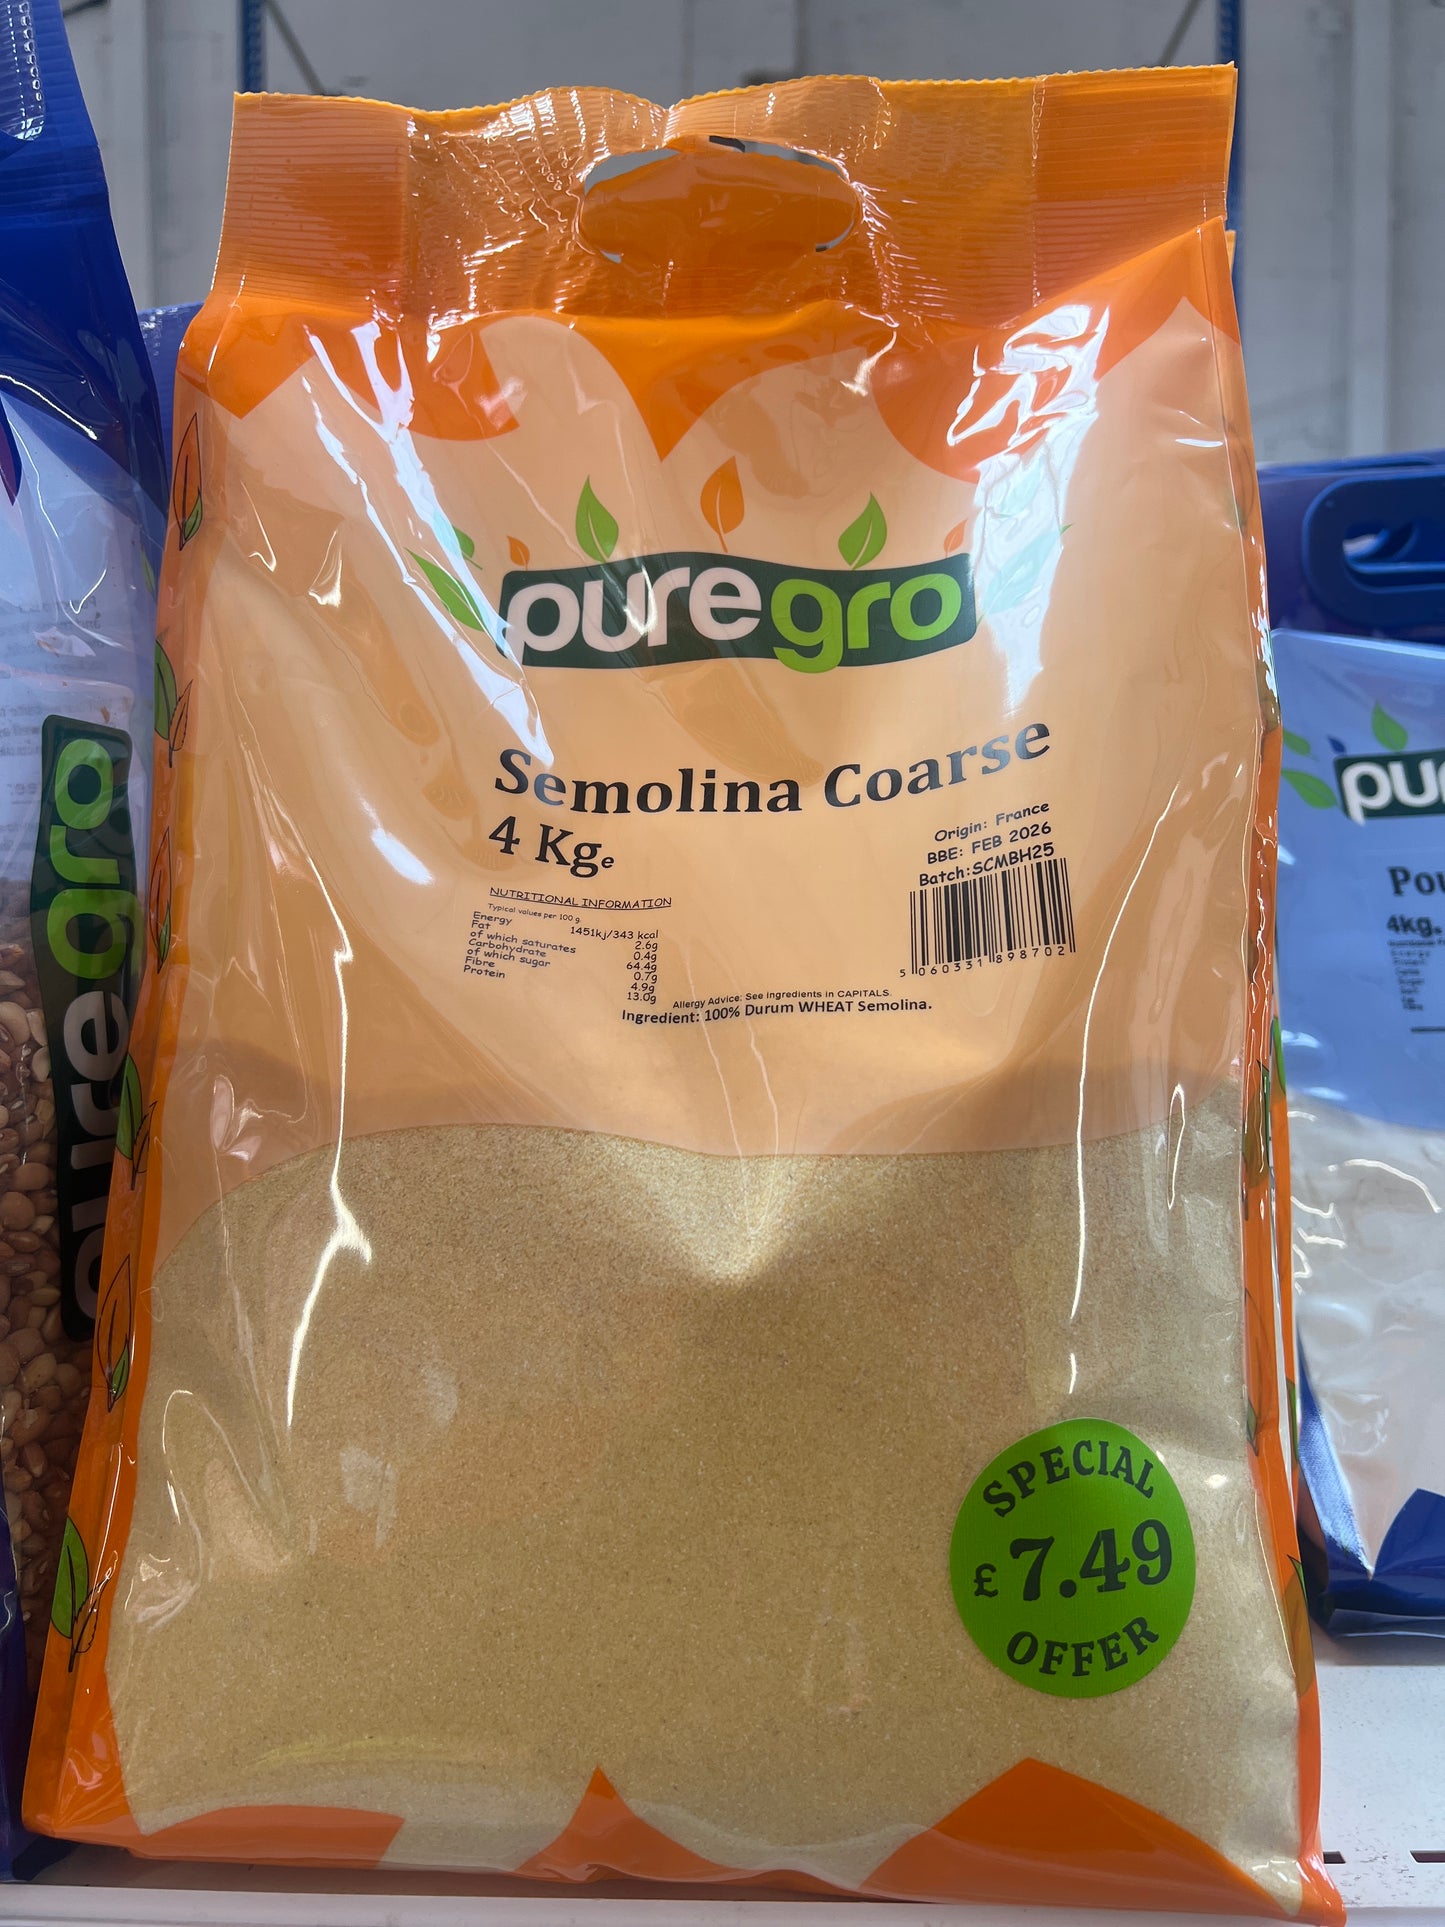 puregro
Semolina Coarse
4 Kge
Origin: France
BBE: FEB 2026
Batch:SCMBH25
5 060331 898702
NUTRITIONAL INFORMATION
Typical values per 100 g.
Energy 1451kj/343 kcal
Fat 2.6g
of which saturates 0.4g
Carbohydrate 64.4g
of which sugar 0.7g
Fibre 4.9g
Protein 13.0g
Allergy Advice: See ingredients in CAPITALS.
Ingredient: 100% Durum WHEAT Semolina.
SPECIAL
£7.49
OFFER
puregro
pu
Pou
4kg.